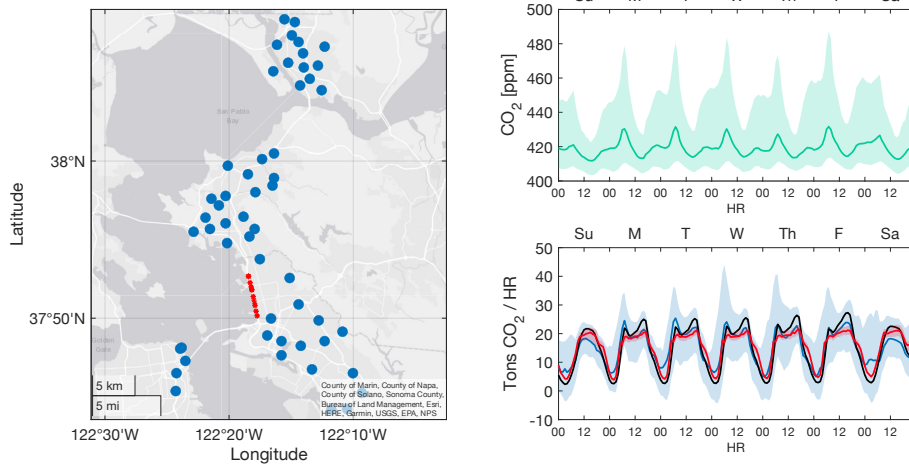 San Pablo
Bay
38°N
37°50'N
Latitude
5 km
5 mi
County of Marin, County of Napa,
County of Solano, Sonoma County,
Bureau of Land Management, Esri,
HERE, Garmin, USGS, EPA, NPS
122°30'W 122°20'W 122°10'W
Longitude
500
480
460
440
420
400
CO2 [ppm]
00 12 00 12 00 12 00 12 00 12 00 12 00 12
HR
Su M T W Th F Sa
50
40
30
20
10
0
-10
Tons CO2 / HR
00 12 00 12 00 12 00 12 00 12 00 12 00 12
HR